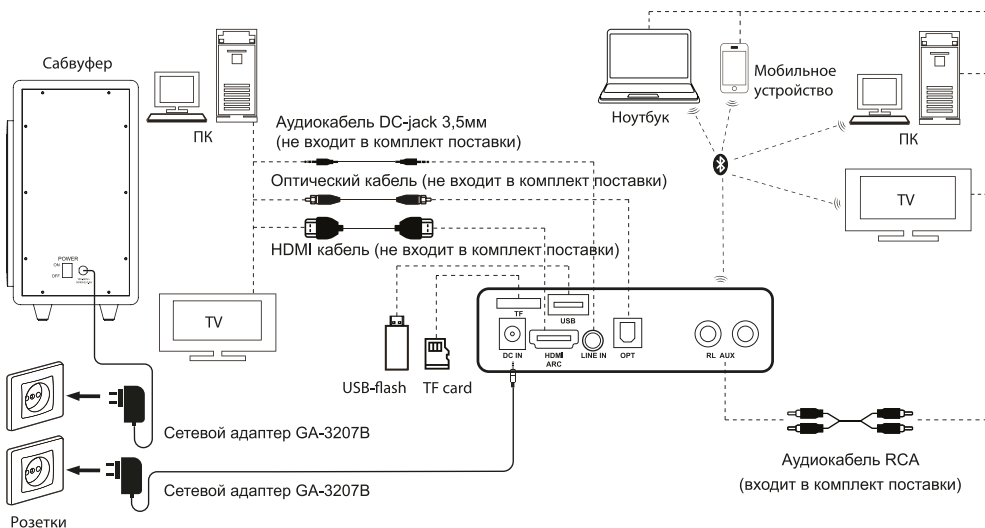 Сабвуфер
ПК
Аудиокабель DC-jack 3,5мм
(не входит в комплект поставки)
Оптический кабель (не входит в комплект поставки)
HDMI кабель (не входит в комплект поставки)
Ноутбук
Мобильное
устройство
ПК
TV
POWER
ON
OFF
TV
TF
USB
DC IN
HDMI
ARC
LINE IN
OPT
RL AUX
USB-flash
TF card
Сетевой адаптер GA-3207B
Сетевой адаптер GA-3207B
Розетки
Аудиокабель RCA
(входит в комплект поставки)